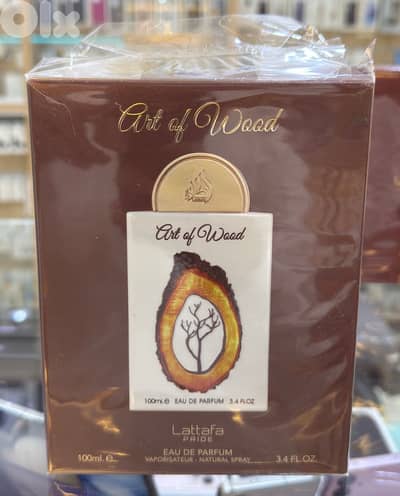 OLX
Art of Wood
Art of Wood
100ml.℮ EAU DE PARFUM 3.4 FL.OZ
Lattafa
PRIDE
EAU DE PARFUM
100ml. ℮ VAPORISATEUR - NATURAL SPRAY 3.4 FL.OZ.